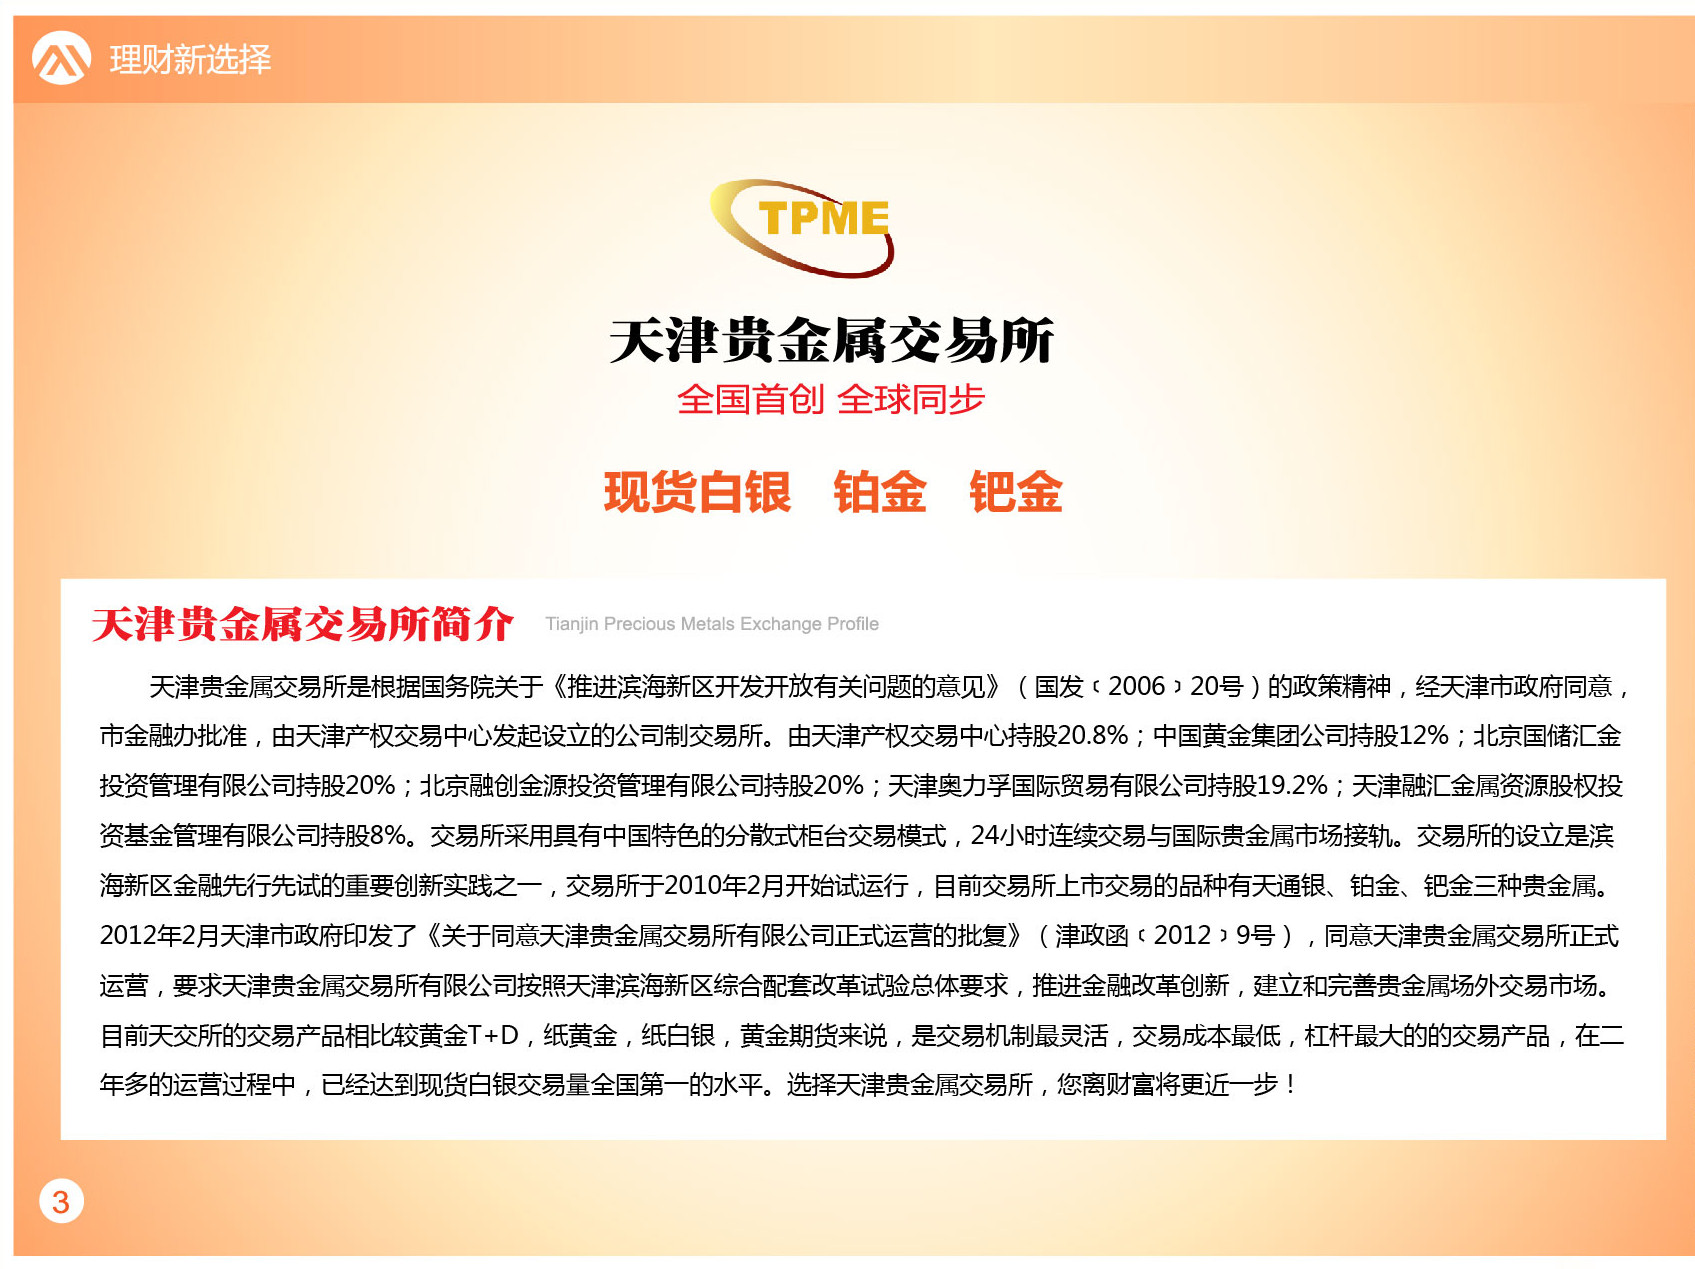 理财新选择
TPME
天津贵金属交易所
全国首创 全球同步
现货白银 铂金 钯金
天津贵金属交易所简介 Tianjin Precious Metals Exchange Profile
天津贵金属交易所是根据国务院关于《推进滨海新区开发开放有关问题的意见》（国发﹝2006﹞20号）的政策精神，经天津市政府同意，
市金融办批准，由天津产权交易中心发起设立的公司制交易所。由天津产权交易中心持股20.8%；中国黄金集团公司持股12%；北京国储汇金
投资管理有限公司持股20%；北京融创金源投资管理有限公司持股20%；天津奥力孚国际贸易有限公司持股19.2%；天津融汇金属资源股权投
资基金管理有限公司持股8%。交易所采用具有中国特色的分散式柜台交易模式，24小时连续交易与国际贵金属市场接轨。交易所的设立是滨
海新区金融先行先试的重要创新实践之一，交易所于2010年2月开始试运行，目前交易所上市交易的品种有天通银、铂金、钯金三种贵金属。
2012年2月天津市政府印发了《关于同意天津贵金属交易所有限公司正式运营的批复》（津政函﹝2012﹞9号），同意天津贵金属交易所正式
运营，要求天津贵金属交易所有限公司按照天津滨海新区综合配套改革试验总体要求，推进金融改革创新，建立和完善贵金属场外交易市场。
目前天交所的交易产品相比较黄金T+D，纸黄金，纸白银，黄金期货来说，是交易机制最灵活，交易成本最低，杠杆最大的的交易产品，在二
年多的运营过程中，已经达到现货白银交易量全国第一的水平。选择天津贵金属交易所，您离财富将更近一步！
3